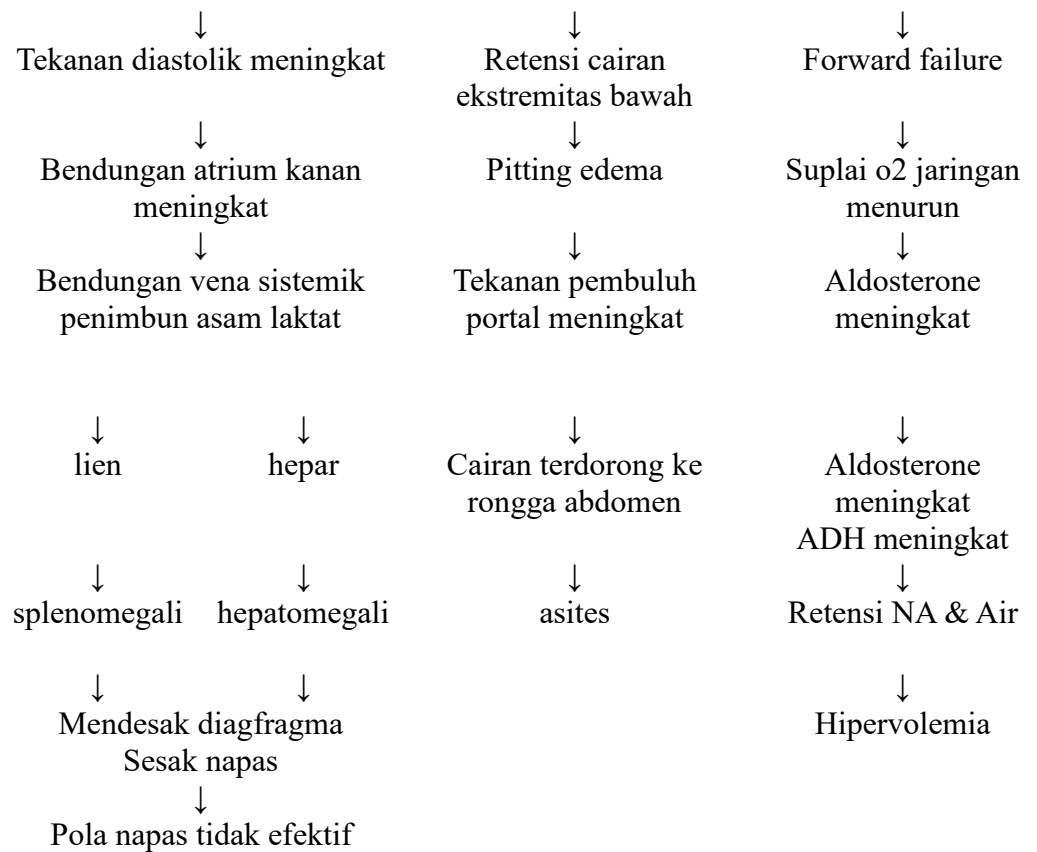 ↓ ↓ ↓
Tekanan diastolik meningkat Retensi cairan Forward failure
ekstremitas bawah
↓ ↓ ↓
Bendungan atrium kanan Pitting edema Suplai o2 jaringan
meningkat menurun
↓ ↓ ↓
Bendungan vena sistemik Tekanan pembuluh Aldosterone
penimbun asam laktat portal meningkat meningkat
↓ ↓ ↓ ↓
lien hepar Cairan terdorong ke Aldosterone
rongga abdomen meningkat
ADH meningkat
↓ ↓ ↓ ↓
splenomegali hepatomegali asites Retensi NA & Air
↓ ↓ ↓
Mendesak diagfragma Hipervolemia
Sesak napas
↓
Pola napas tidak efektif